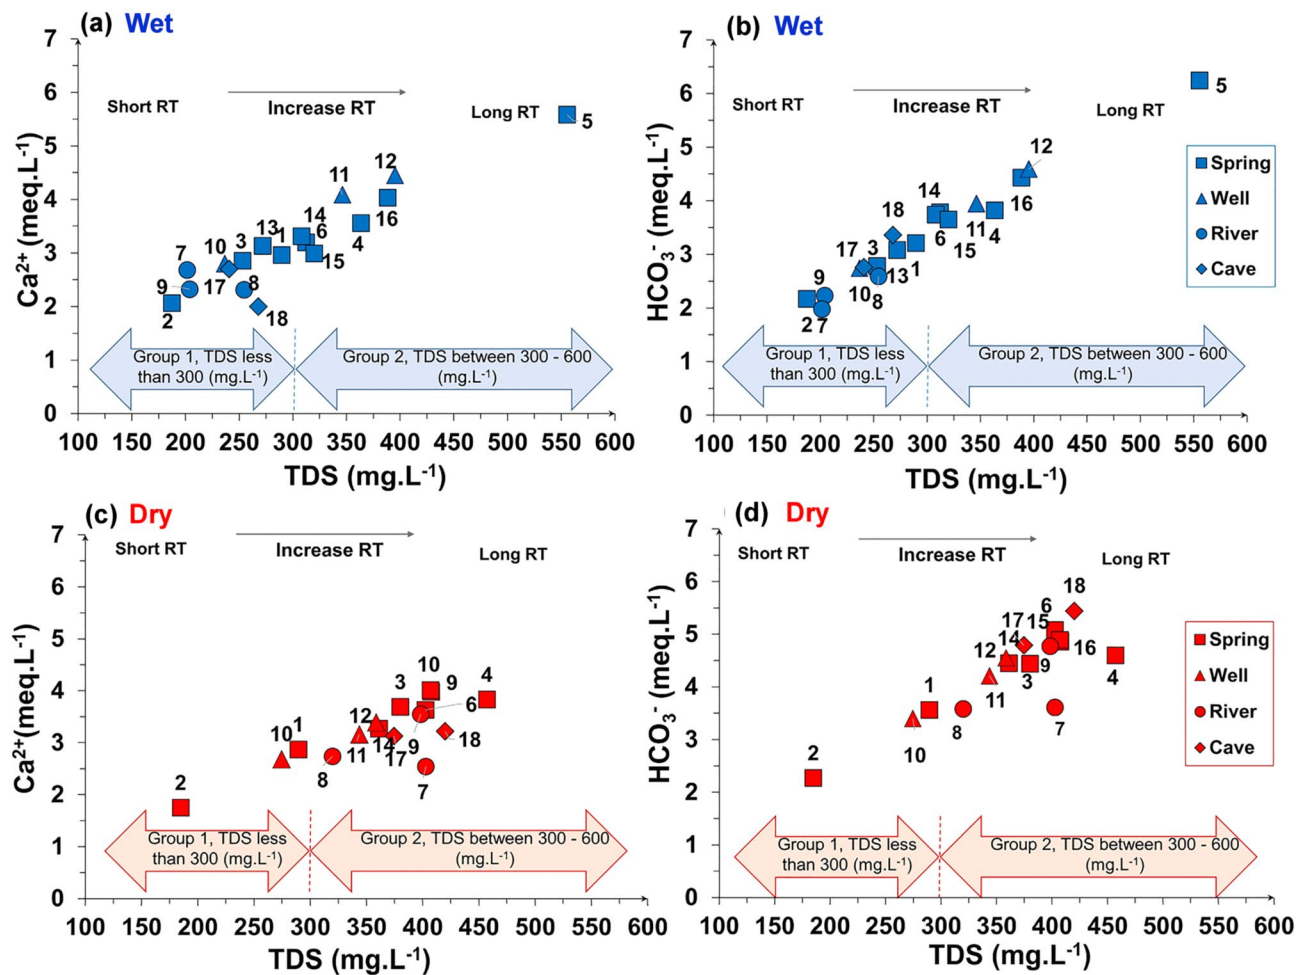 (a) Wet
Ca²⁺(meq.L⁻¹)
7
6
5
4
3
2
1
0
Short RT
Increase RT
Long RT
5
12
11
16
4
14
6
15
1
13
3
10
7
9
17
8
2
18
Group 1, TDS less
than 300 (mg.L⁻¹)
Group 2, TDS between 300 - 600
(mg.L⁻¹)
100 150 200 250 300 350 400 450 500 550 600
TDS (mg.L⁻¹)
(b) Wet
HCO₃⁻ (meq.L⁻¹)
7
6
5
4
3
2
1
0
Short RT
Increase RT
Long RT
5
12
16
14
11
4
6
15
18
17
3
1
13
10
8
9
2
7
Spring
Well
River
Cave
Group 1, TDS less
than 300 (mg.L⁻¹)
Group 2, TDS between 300 - 600
(mg.L⁻¹)
100 150 200 250 300 350 400 450 500 550 600
TDS (mg.L⁻¹)
(c) Dry
Ca²⁺(meq.L⁻¹)
7
6
5
4
3
2
1
0
Short RT
Increase RT
Long RT
10
4
3
9
6
12
1
10
18
14
11
9
17
8
7
2
Group 1, TDS less
than 300 (mg.L⁻¹)
Group 2, TDS between 300 - 600
(mg.L⁻¹)
100 150 200 250 300 350 400 450 500 550 600
TDS (mg.L⁻¹)
(d) Dry
HCO₃⁻ (meq.L⁻¹)
7
6
5
4
3
2
1
0
Short RT
Increase RT
Long RT
18
6
17 15
14
12
16
9
4
3
11
1
8
7
10
2
Spring
Well
River
Cave
Group 1, TDS less
than 300 (mg.L⁻¹)
Group 2, TDS between 300 - 600
(mg.L⁻¹)
100 150 200 250 300 350 400 450 500 550 600
TDS (mg.L⁻¹)